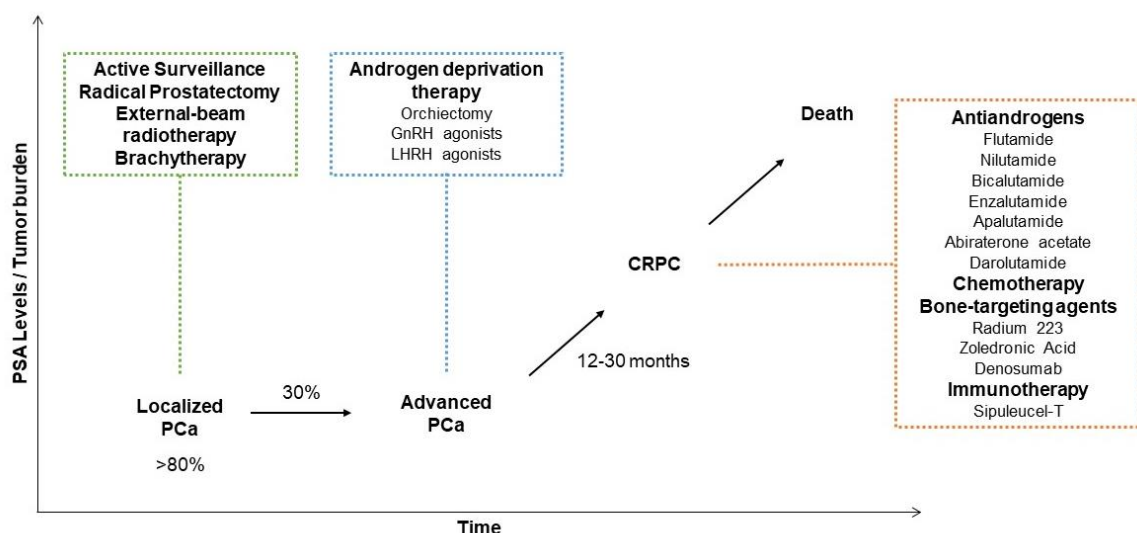 PSA Levels / Tumor burden
Active Surveillance
Radical Prostatectomy
External-beam
radiotherapy
Brachytherapy
Androgen deprivation
therapy
Orchiectomy
GnRH agonists
LHRH agonists
Death
Antiandrogens
Flutamide
Nilutamide
Bicalutamide
Enzalutamide
Apalutamide
Abiraterone acetate
Darolutamide
Chemotherapy
Bone-targeting agents
Radium 223
Zoledronic Acid
Denosumab
Immunotherapy
Sipuleucel-T
CRPC
12-30 months
Localized
PCa
>80%
30%
Advanced
PCa
Time